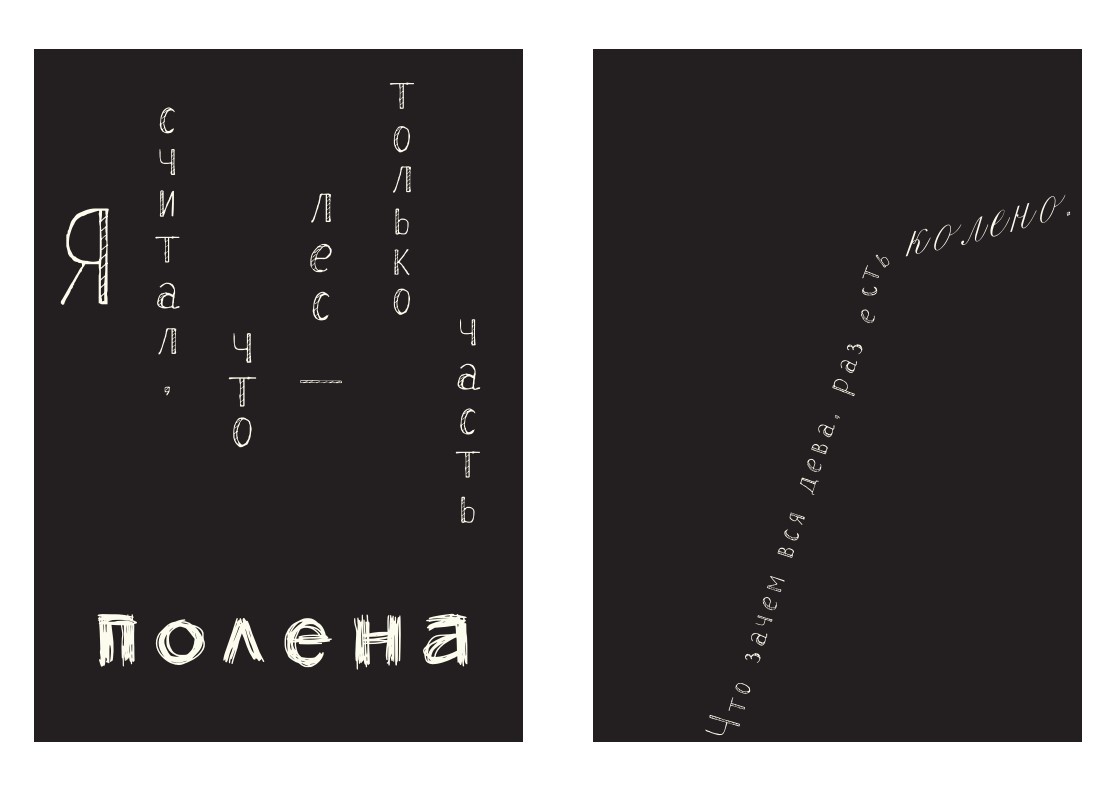 Я
считал,
что
лес
—
только
часть
полена
Что зачем вся дева, раз есть
колено.